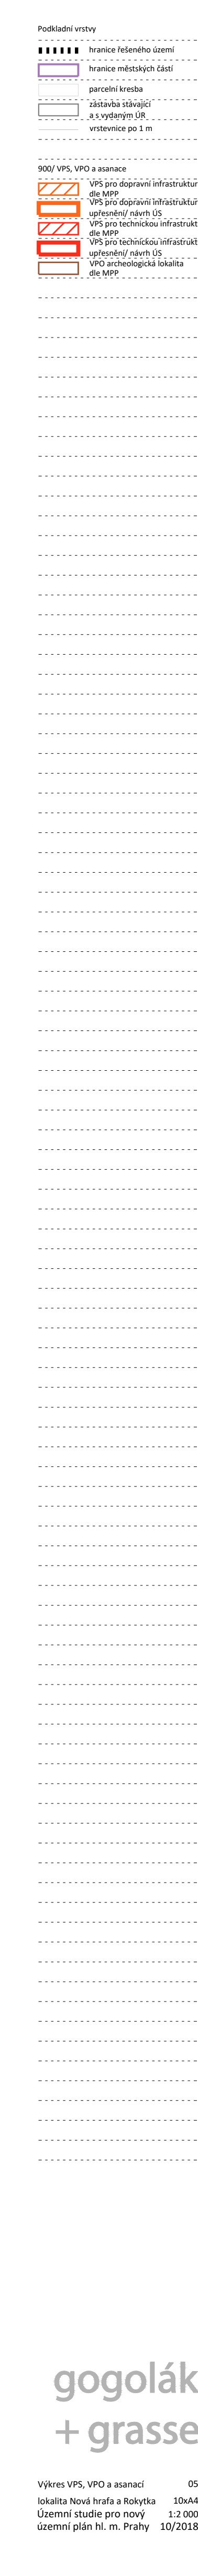 Podkladní vrstvy
hranice řešeného území
hranice městských částí
parcelní kresba
zástavba stávající
a s vydaným ÚR
vrstevnice po 1 m
900/ VPS, VPO a asanace
VPS pro dopravní infrastruktur
dle MPP
VPS pro dopravní infrastruktur
upřesnění/ návrh ÚS
VPS pro technickou infrastrukt
dle MPP
VPS pro technickou infrastrukt
upřesnění/ návrh ÚS
VPO archeologická lokalita
dle MPP
gogolák
+ grasse
Výkres VPS, VPO a asanací 05
lokalita Nová hrafa a Rokytka 10xA4
Územní studie pro nový 1:2 000
územní plán hl. m. Prahy 10/2018